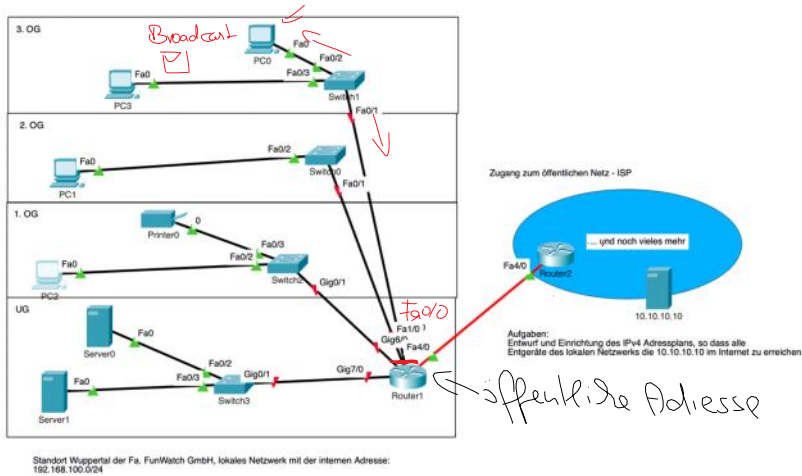 3. OG
Broadcast
PC0
Fa0
Fa0/2
Fa0
Fa0/3
PC3
Switch1
Fa0/1
2. OG
Fa0
Fa0/2
PC1
Switch0
Fa0/1
1. OG
Printer0
0
Fa0/3
Fa0
Fa0/2
PC2
Switch2
Gig0/1
UG
Server0
Fa0
Fa0/2
Fa0
Fa0/3
Gig0/1
Server1
Switch3
Gig7/0
Fa0/0
Fa1/0
Fa4/0
Router1
öffentliche Adresse
Zugang zum öffentlichen Netz - ISP
.... und noch vieles mehr
Fa4/0
Router2
10.10.10.10
Aufgaben:
Entwurf und Einrichtung des IPv4 Adressplans, so dass alle
Entgeräte des lokalen Netzwerks die 10.10.10.10 im Internet zu erreichen
Standort Wuppertal der Fa. FunWatch GmbH, lokales Netzwerk mit der internen Adresse:
192.168.100.0/24